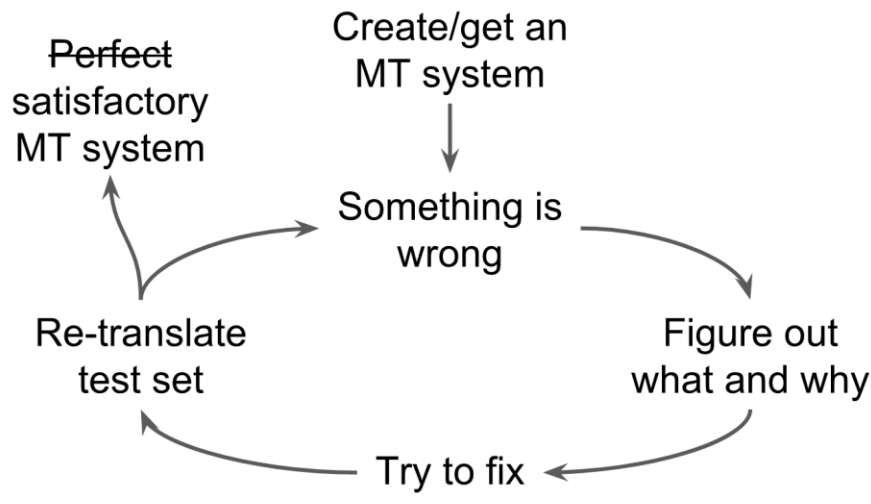 Create/get an
MT system
Perfect
satisfactory
MT system
Something is
wrong
Figure out
what and why
Try to fix
Re-translate
test set